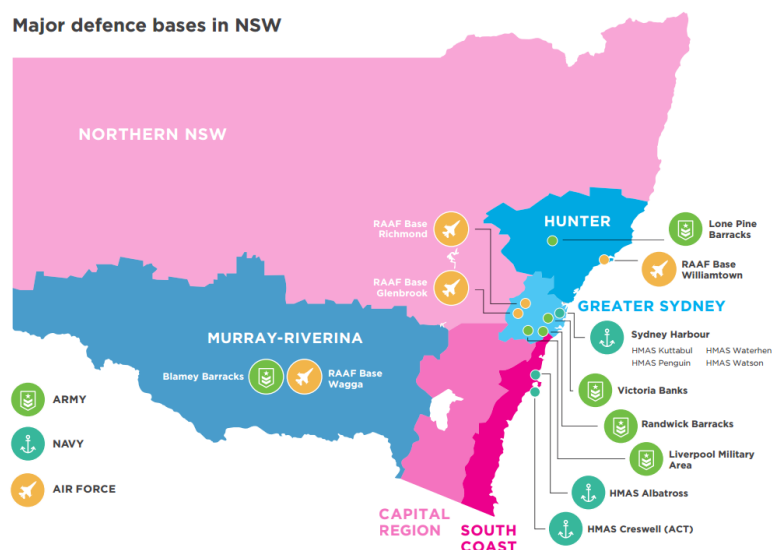 Major defence bases in NSW
NORTHERN NSW
HUNTER
Lone Pine
Barracks
RAAF Base
Richmond
RAAF Base
Williamtown
RAAF Base
Glenbrook
GREATER SYDNEY
Sydney Harbour
HMAS Kuttabul HMAS Waterhen
HMAS Penguin HMAS Watson
MURRAY-RIVERINA
Blamey Barracks
RAAF Base
Wagga
Victoria Banks
ARMY
Randwick Barracks
NAVY
Liverpool Military
Area
AIR FORCE
HMAS Albatross
CAPITAL
REGION
SOUTH
COAST
HMAS Creswell (ACT)